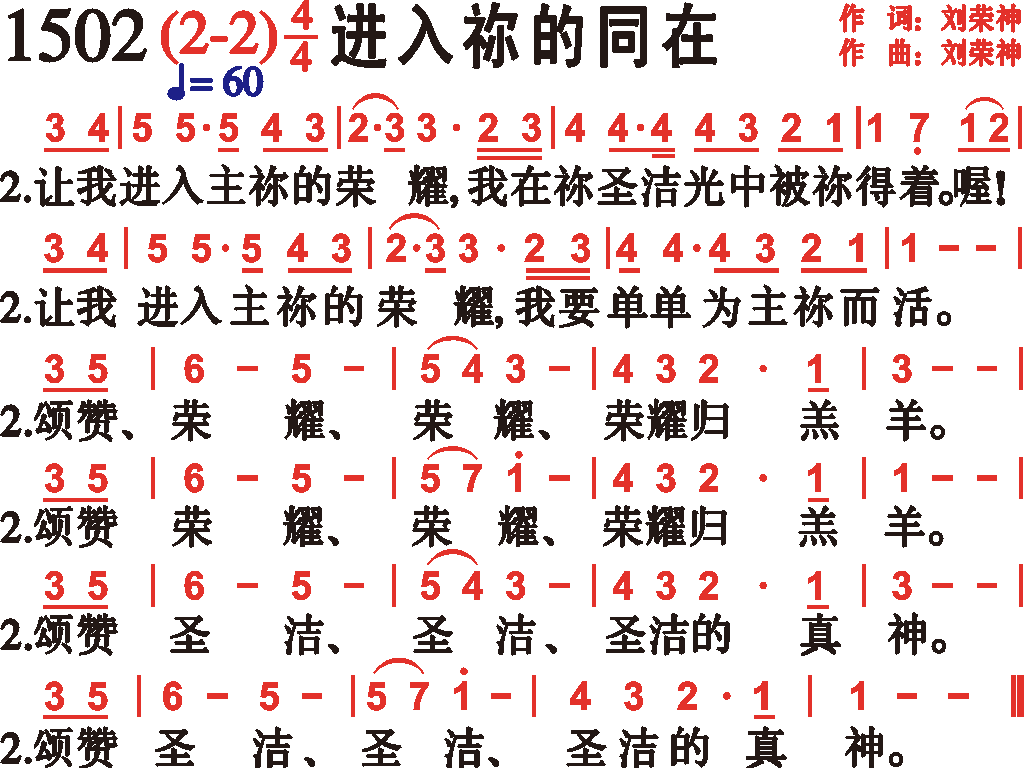 1502 (2-2) 4/4 进入祢的同在 作 词：刘荣神
♩= 60 作 曲：刘荣神
3 4 | 5 5·5 4 3 | 2·3 3 · 2 3 | 4 4·4 4 3 2 1 | 1 7̣ 1 2 |
2.让我进入主祢的荣 耀,我在祢圣洁光中被祢得着。喔!
3 4 | 5 5·5 4 3 | 2·3 3 · 2 3 | 4 4 4·4 3 2 1 | 1 – – |
2.让我 进入主祢的荣 耀,我要单单为主祢而活。
3 5 | 6 – 5 – | 5 4 3 – | 4 3 2 · 1 | 3 – – |
2.颂赞、荣 耀、 荣 耀、 荣耀归 羔 羊。
3 5 | 6 – 5 – | 5 7 1̇ – | 4 3 2 · 1 | 1 – – |
2.颂赞 荣 耀、 荣 耀、 荣耀归 羔 羊。
3 5 | 6 – 5 – | 5 4 3 – | 4 3 2 · 1 | 3 – – |
2.颂赞 圣 洁、 圣 洁、 圣洁的 真 神。
3 5 | 6 – 5 – | 5 7 1̇ – | 4 3 2 · 1 | 1 – – ‖
2.颂赞 圣 洁、 圣 洁、 圣洁的 真 神。